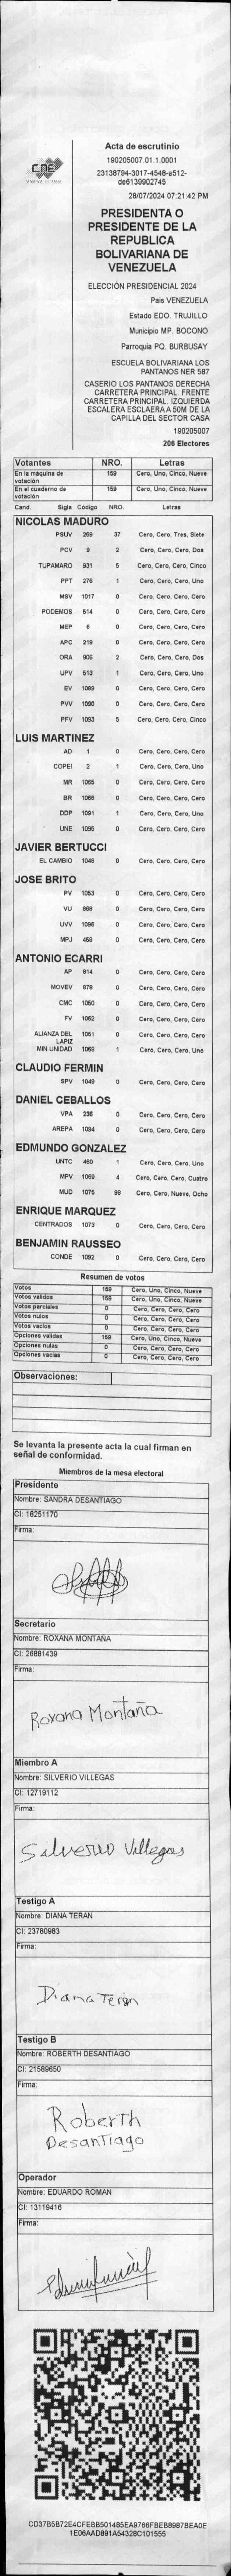 Acta de escrutinio
CNE
190205007.01.1.0001
23138794-3017-4548-a512-
de6139902745
28/07/2024 07:21:42 PM
PRESIDENTA O
PRESIDENTE DE LA
REPUBLICA
BOLIVARIANA DE
VENEZUELA
ELECCIÓN PRESIDENCIAL 2024
Pais VENEZUELA
Estado EDO. TRUJILLO
Municipio MP. BOCONO
Parroquia PQ. BURBUSAY
ESCUELA BOLIVARIANA LOS
PANTANOS NER 587
CASERIO LOS PANTANOS DERECHA
CARRETERA PRINCIPAL. IZQUIERDA
CARRETERA PRINCIPAL. IZQUIERDA
ESCALERA ESCLAERA A 50M DE LA
CAPILLA DEL SECTOR CASA
190205007
206 Electores
Votantes NRO. Letras
En la máquina de votación 159 Cero, Uno, Cinco, Nueve
En el cuaderno de votación 159 Cero, Uno, Cinco, Nueve
Cand. Sigla Código NRO. Letras
NICOLAS MADURO
PSUV 269 37 Cero, Cero, Tres, Siete
PCV 9 2 Cero, Cero, Cero, Dos
TUPAMARO 931 5 Cero, Cero, Cero, Cinco
PPT 276 1 Cero, Cero, Cero, Uno
MSV 1017 0 Cero, Cero, Cero, Cero
PODEMOS 514 0 Cero, Cero, Cero, Cero
MEP 6 0 Cero, Cero, Cero, Cero
APC 219 0 Cero, Cero, Cero, Cero
ORA 906 2 Cero, Cero, Cero, Dos
UPV 513 1 Cero, Cero, Cero, Uno
EV 1089 0 Cero, Cero, Cero, Cero
PVV 1090 0 Cero, Cero, Cero, Cero
PFV 1093 5 Cero, Cero, Cero, Cinco
LUIS MARTINEZ
AD 1 0 Cero, Cero, Cero, Cero
COPEI 2 1 Cero, Cero, Cero, Uno
MR 1065 0 Cero, Cero, Cero, Cero
BR 1066 0 Cero, Cero, Cero, Cero
DDP 1091 1 Cero, Cero, Cero, Uno
UNE 1095 0 Cero, Cero, Cero, Cero
JAVIER BERTUCCI
EL CAMBIO 1048 0 Cero, Cero, Cero, Cero
JOSE BRITO
PV 1053 0 Cero, Cero, Cero, Cero
VU 868 0 Cero, Cero, Cero, Cero
UVV 1096 0 Cero, Cero, Cero, Cero
MPJ 459 0 Cero, Cero, Cero, Cero
ANTONIO ECARRI
AP 814 0 Cero, Cero, Cero, Cero
MOVEV 878 0 Cero, Cero, Cero, Cero
CMC 1050 0 Cero, Cero, Cero, Cero
FV 1062 0 Cero, Cero, Cero, Cero
ALIANZA DEL LAPIZ 1051 0 Cero, Cero, Cero, Cero
MIN UNIDAD 1068 1 Cero, Cero, Cero, Uno
CLAUDIO FERMIN
SPV 1049 0 Cero, Cero, Cero, Cero
DANIEL CEBALLOS
VPA 236 0 Cero, Cero, Cero, Cero
AREPA 1094 0 Cero, Cero, Cero, Cero
EDMUNDO GONZALEZ
UNTC 460 1 Cero, Cero, Cero, Uno
MPV 1069 4 Cero, Cero, Cero, Cuatro
MUD 1075 98 Cero, Cero, Nueve, Ocho
ENRIQUE MARQUEZ
CENTRADOS 1073 0 Cero, Cero, Cero, Cero
BENJAMIN RAUSSEO
CONDE 1092 0 Cero, Cero, Cero, Cero
Resumen de votos
Votos 159 Cero, Uno, Cinco, Nueve
Votos validos 159 Cero, Uno, Cinco, Nueve
Votos parciales 0 Cero, Cero, Cero, Cero
Votos nulos 0 Cero, Cero, Cero, Cero
Votos vacios 0 Cero, Cero, Cero, Cero
Opciones validas 159 Cero, Uno, Cinco, Nueve
Opciones nulas 0 Cero, Cero, Cero, Cero
Opciones vacias 0 Cero, Cero, Cero, Cero
Observaciones:
Se levanta la presente acta la cual firman en
señal de conformidad.
Miembros de la mesa electoral
Presidente
Nombre: SANDRA DESANTIAGO
CI: 18251170
Firma:
Secretario
Nombre: ROXANA MONTAÑA
CI: 26881439
Firma:
Roxana Montaña
Miembro A
Nombre: SILVERIO VILLEGAS
CI: 12719112
Firma:
Silverio Villegas
Testigo A
Nombre: DIANA TERAN
CI: 23780983
Firma:
Diana Teran
Testigo B
Nombre: ROBERTH DESANTIAGO
CI: 21589650
Firma:
Roberth
Desantiago
Operador
Nombre: EDUARDO ROMAN
CI: 13119416
Firma:
CD37B5B72E4CFEBB501485EA9766FBEB8987BEA0E
1E06AAD891A54328C101555